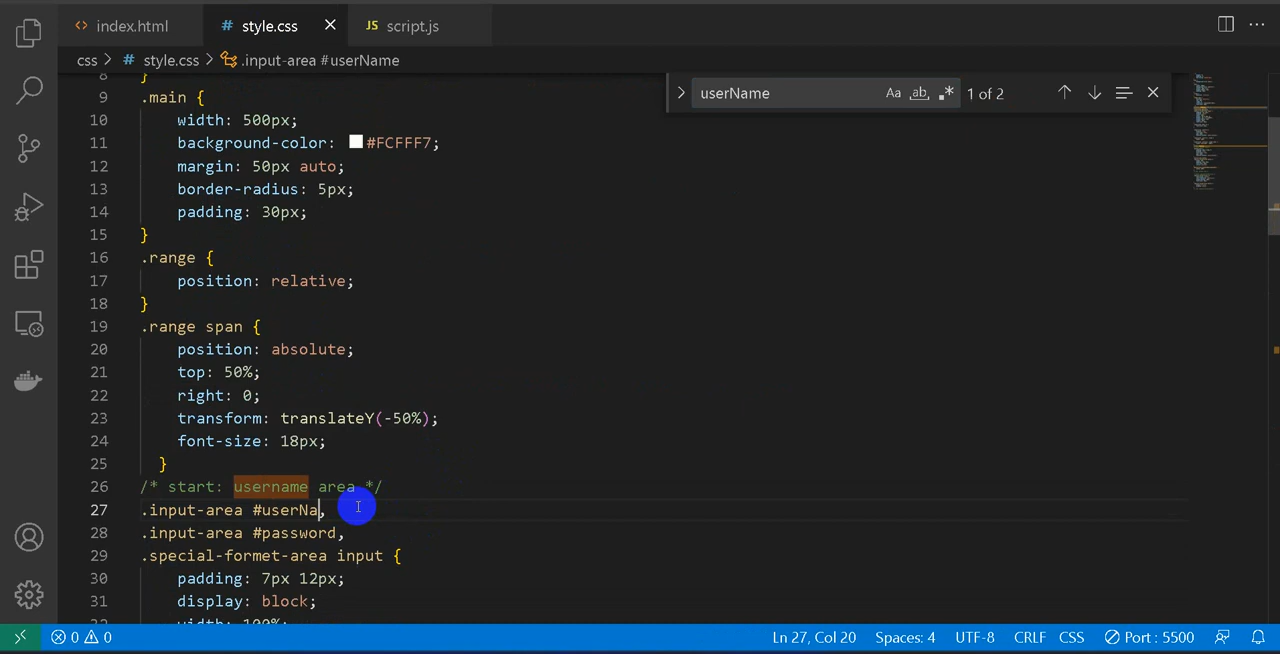 index.html
style.css
JS script.js
css > # style.css > .input-area #userName
userName
Aa ab .* 1 of 2
8 }
9 .main {
10 width: 500px;
11 background-color: #FCFFF7;
12 margin: 50px auto;
13 border-radius: 5px;
14 padding: 30px;
15 }
16 .range {
17 position: relative;
18 }
19 .range span {
20 position: absolute;
21 top: 50%;
22 right: 0;
23 transform: translateY(-50%);
24 font-size: 18px;
25 }
26 /* start: username area */
27 .input-area #userNa,
28 .input-area #password,
29 .special-formet-area input {
30 padding: 7px 12px;
31 display: block;
32 width: 100%;
0 0 Ln 27, Col 20 Spaces: 4 UTF-8 CRLF CSS Port : 5500